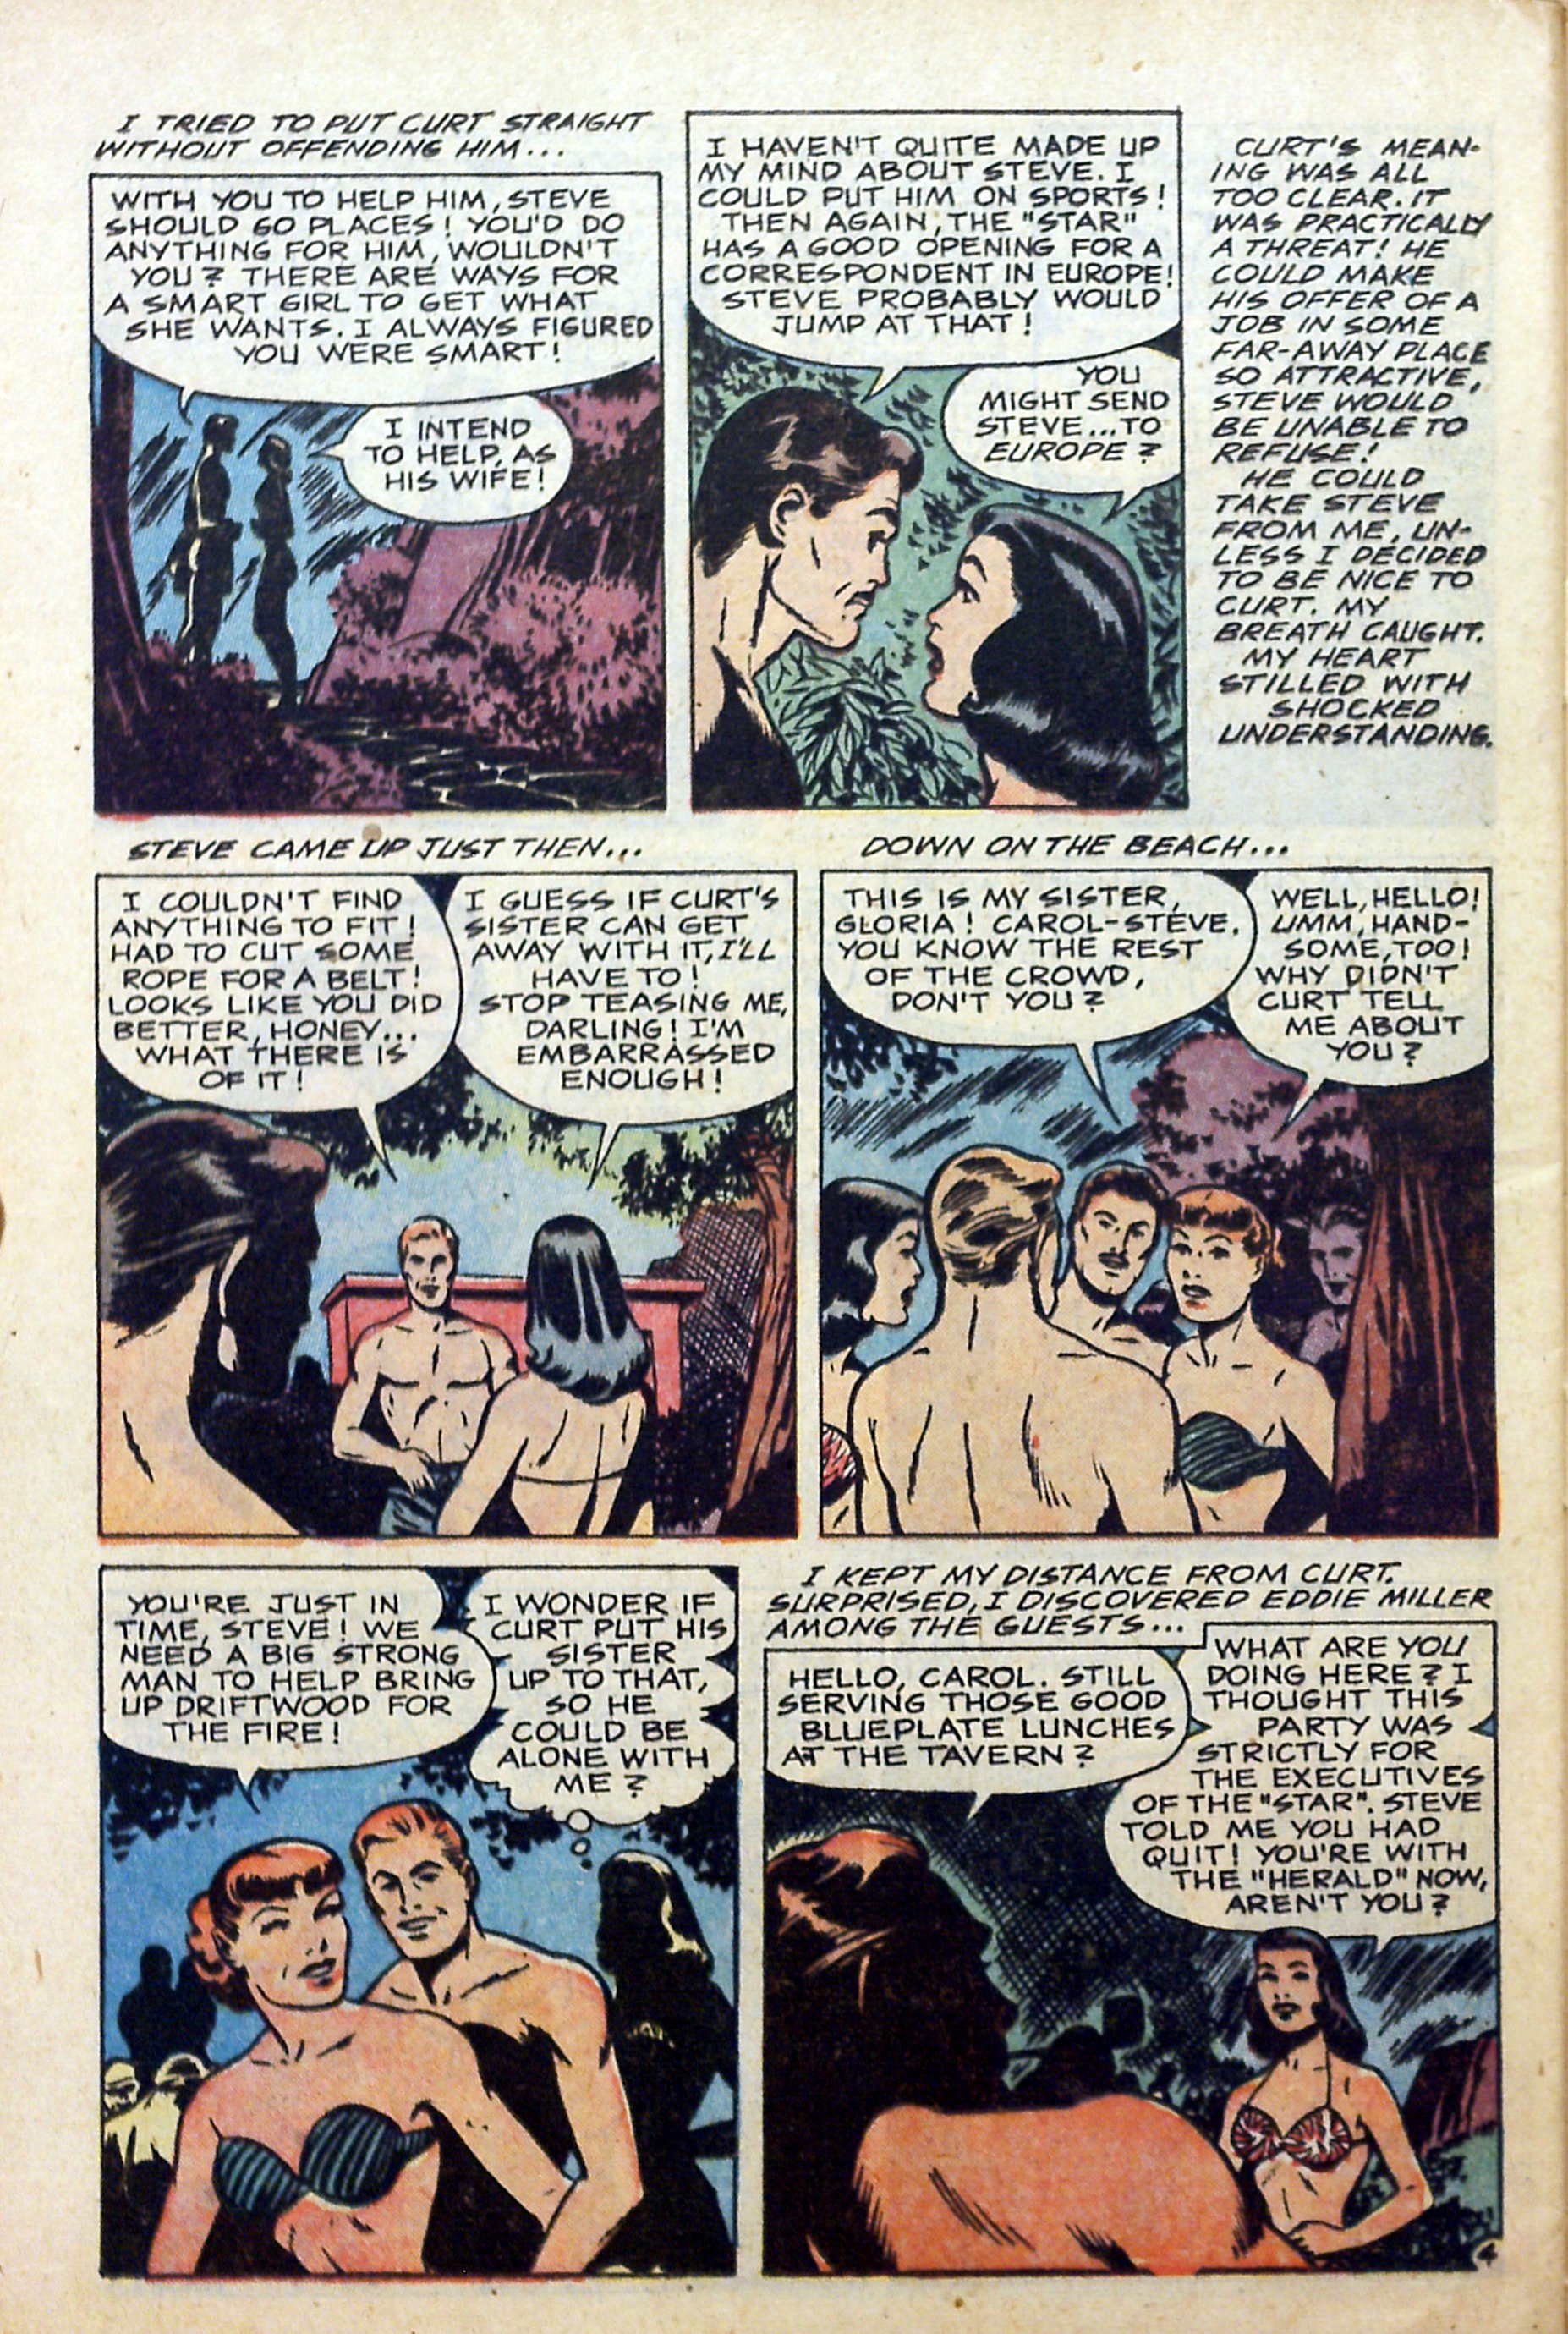 I TRIED TO PUT CURT STRAIGHT
WITHOUT OFFENDING HIM...
WITH YOU TO HELP HIM, STEVE
SHOULD GO PLACES! YOU'D DO
ANYTHING FOR HIM, WOULDN'T
YOU? THERE ARE WAYS FOR
A SMART GIRL TO GET WHAT
SHE WANTS. I ALWAYS FIGURED
YOU WERE SMART!
I INTEND
TO HELP, AS
HIS WIFE!
I HAVEN'T QUITE MADE UP
MY MIND ABOUT STEVE. I
COULD PUT HIM ON SPORTS!
THEN AGAIN, THE "STAR"
HAS A GOOD OPENING FOR A
CORRESPONDENT IN EUROPE!
STEVE PROBABLY WOULD
JUMP AT THAT!
YOU
MIGHT SEND
STEVE...TO
EUROPE?
CURT'S MEAN-
ING WAS ALL
TOO CLEAR. IT
WAS PRACTICALLY
A THREAT! HE
COULD MAKE
HIS OFFER OF A
JOB IN SOME
FAR-AWAY PLACE
SO ATTRACTIVE,
STEVE WOULD
BE UNABLE TO
REFUSE!
HE COULD
TAKE STEVE
FROM ME, UN-
LESS I DECIDED
TO BE NICE TO
CURT. MY
BREATH CAUGHT.
MY HEART
STILLED WITH
SHOCKED
UNDERSTANDING.
STEVE CAME UP JUST THEN...
I COULDN'T FIND
ANYTHING TO FIT!
HAD TO CUT SOME
ROPE FOR A BELT!
LOOKS LIKE YOU DID
BETTER, HONEY...
WHAT THERE IS
OF IT!
I GUESS IF CURT'S
SISTER CAN GET
AWAY WITH IT, I'LL
HAVE TO!
STOP TEASING ME,
DARLING! I'M
EMBARRASSED
ENOUGH!
DOWN ON THE BEACH...
THIS IS MY SISTER,
GLORIA! CAROL-STEVE.
YOU KNOW THE REST
OF THE CROWD,
DON'T YOU?
WELL, HELLO!
UMM, HAND-
SOME, TOO!
WHY DIDN'T
CURT TELL
ME ABOUT
YOU?
YOU'RE JUST IN
TIME, STEVE! WE
NEED A BIG STRONG
MAN TO HELP BRING
UP DRIFTWOOD FOR
THE FIRE!
I WONDER IF
CURT PUT HIS
SISTER
UP TO THAT,
SO HE
COULD BE
ALONE WITH
ME?
I KEPT MY DISTANCE FROM CURT.
SURPRISED, I DISCOVERED EDDIE MILLER
AMONG THE GUESTS...
HELLO, CAROL. STILL
SERVING THOSE GOOD
BLUEPLATE LUNCHES
AT THE TAVERN?
WHAT ARE YOU
DOING HERE? I
THOUGHT THIS
PARTY WAS
STRICTLY FOR
THE EXECUTIVES
OF THE "STAR". STEVE
TOLD ME YOU HAD
QUIT! YOU'RE WITH
THE "HERALD" NOW,
AREN'T YOU?
4